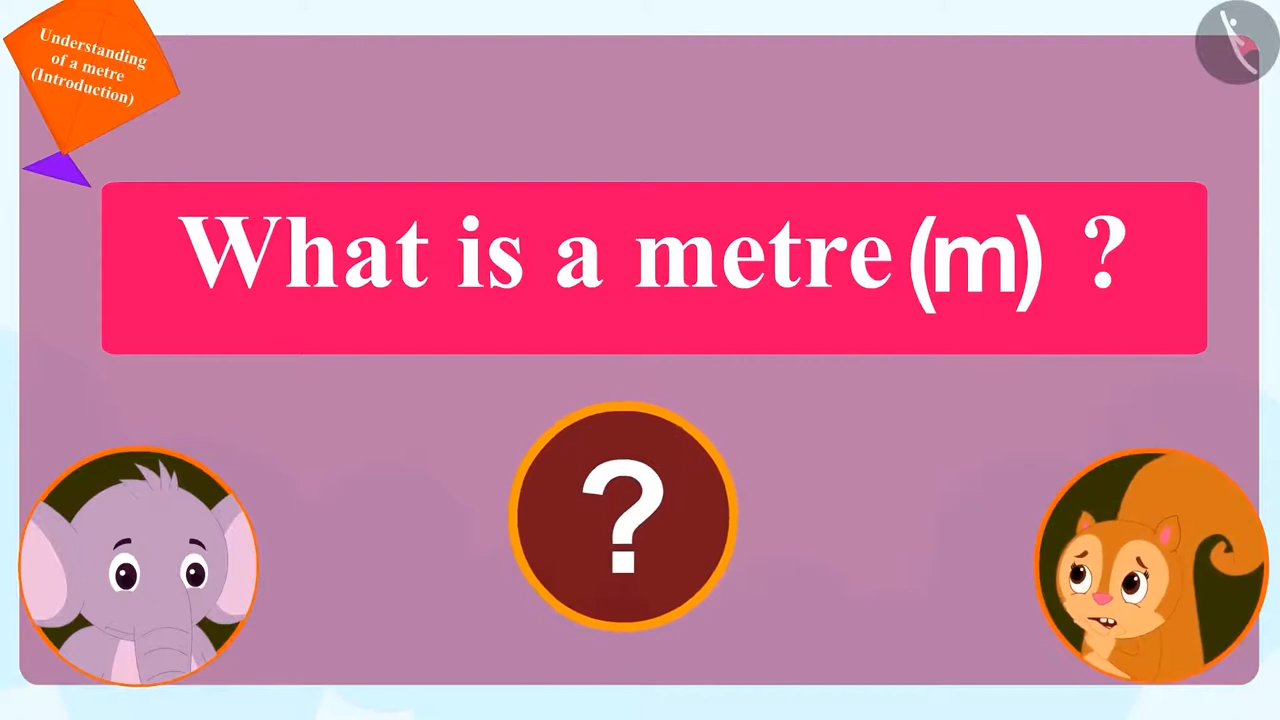 Understanding
of a metre
(Introduction)
What is a metre (m) ?
?